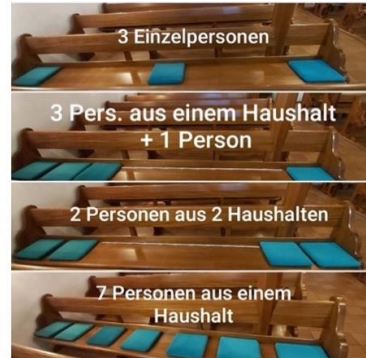 3 Einzelpersonen
3 Pers. aus einem Haushalt
+ 1 Person
2 Personen aus 2 Haushalten
7 Personen aus einem
Haushalt